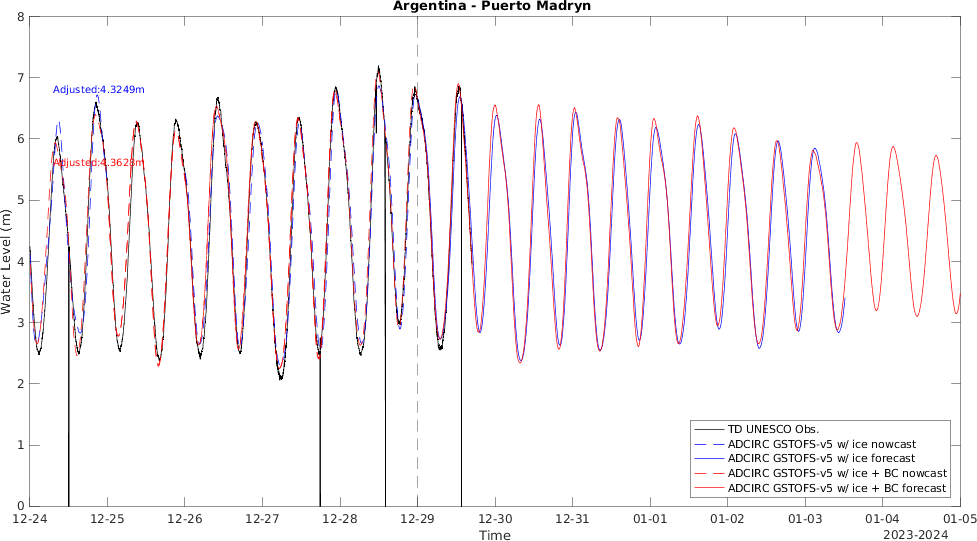 Argentina - Puerto Madryn
8
7
6
5
4
3
2
1
0
Water Level (m)
Adjusted:4.3249m
Adjusted:4.3628m
TD UNESCO Obs.
ADCIRC GSTOFS-v5 w/ ice nowcast
ADCIRC GSTOFS-v5 w/ ice forecast
ADCIRC GSTOFS-v5 w/ ice + BC nowcast
ADCIRC GSTOFS-v5 w/ ice + BC forecast
12-24 12-25 12-26 12-27 12-28 12-29 12-30 12-31 01-01 01-02 01-03 01-04 01-05
Time
2023-2024